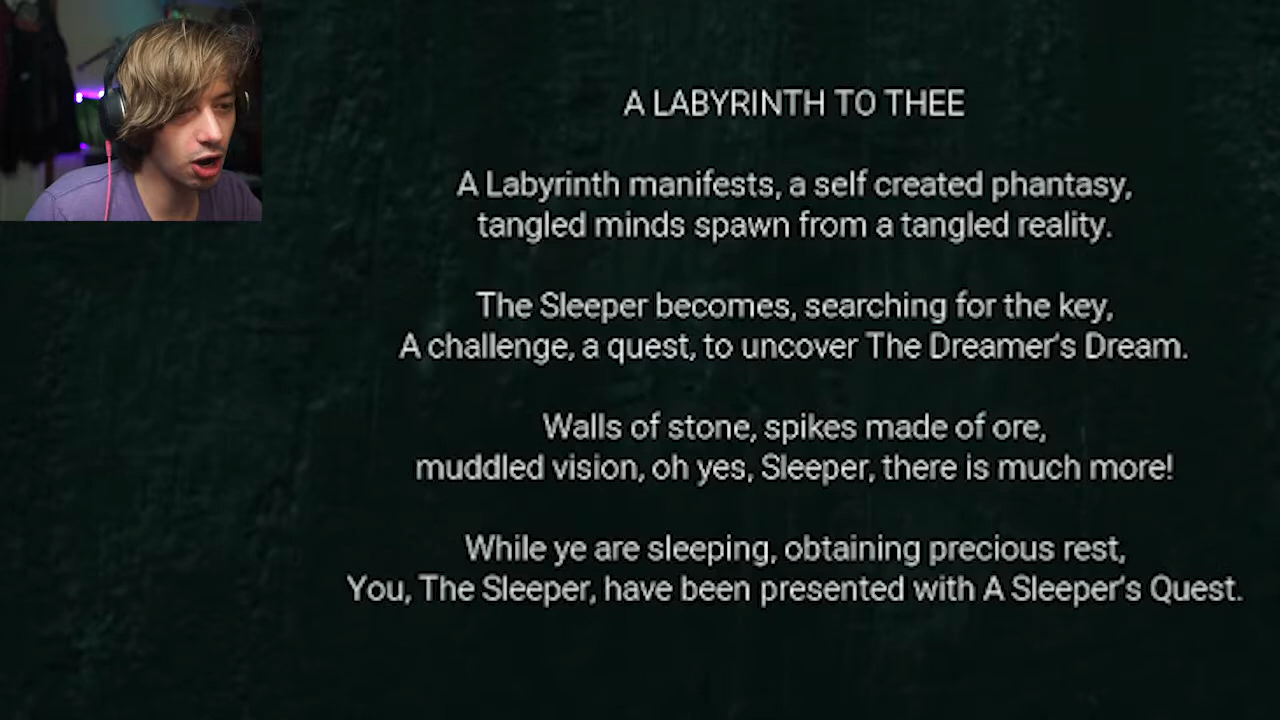 A LABYRINTH TO THEE
A Labyrinth manifests, a self created phantasy,
tangled minds spawn from a tangled reality.
The Sleeper becomes, searching for the key,
A challenge, a quest, to uncover The Dreamer's Dream.
Walls of stone, spikes made of ore,
muddled vision, oh yes, Sleeper, there is much more!
While ye are sleeping, obtaining precious rest,
You, The Sleeper, have been presented with A Sleeper's Quest.